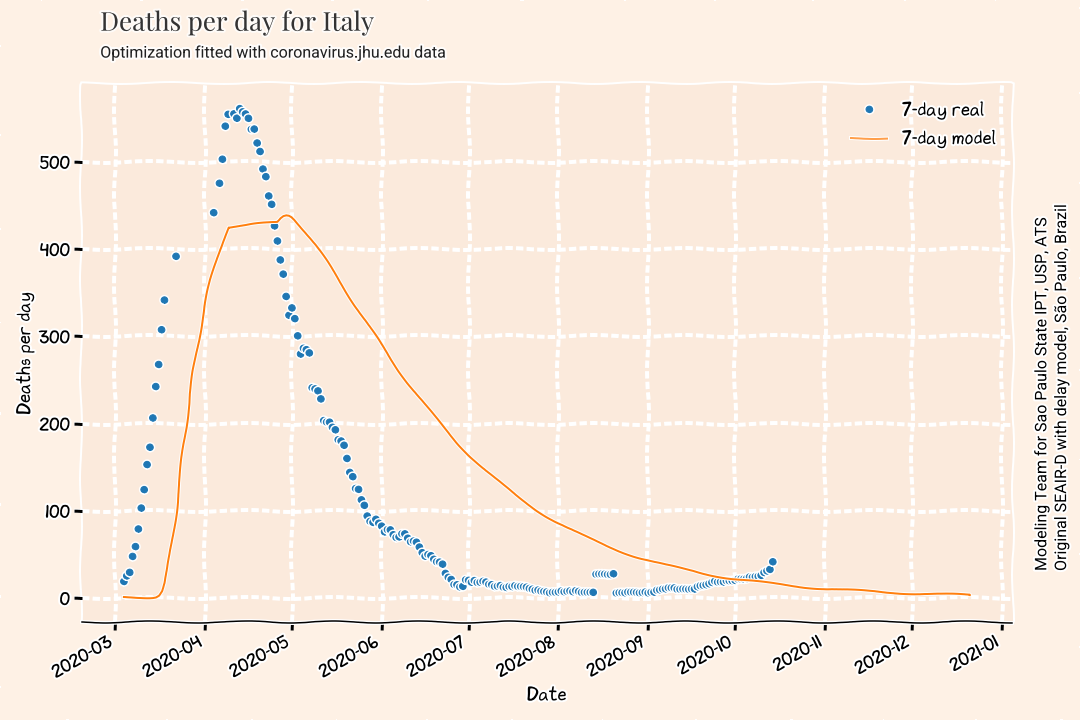 Deaths per day for Italy
Optimization fitted with coronavirus.jhu.edu data
7-day real
7-day model
500
400
300
200
100
0
Deaths per day
2020-03
2020-04
2020-05
2020-06
2020-07
2020-08
2020-09
2020-10
2020-11
2020-12
2021-01
Date
Modeling Team for Sao Paulo State IPT, USP, ATS
Original SEAIR-D with delay model, São Paulo, Brazil